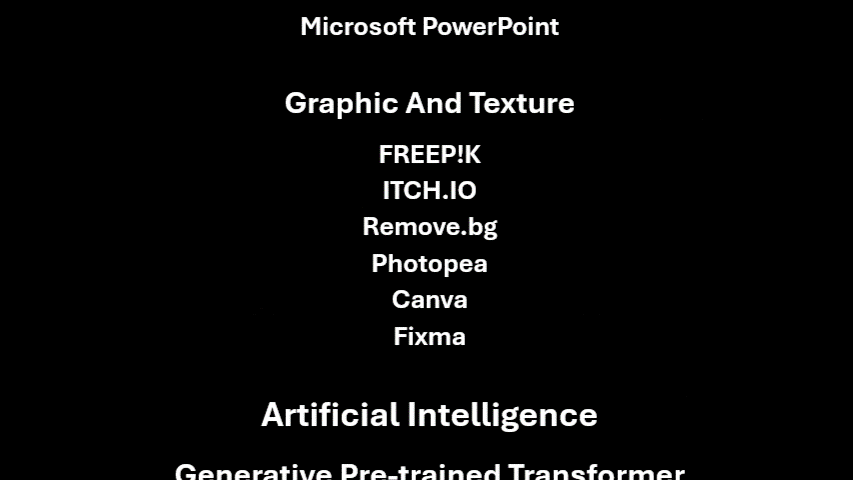 Microsoft PowerPoint
Graphic And Texture
FREEP!K
ITCH.IO
Remove.bg
Photopea
Canva
Fixma
Artificial Intelligence
Generative Pre-trained Transformer